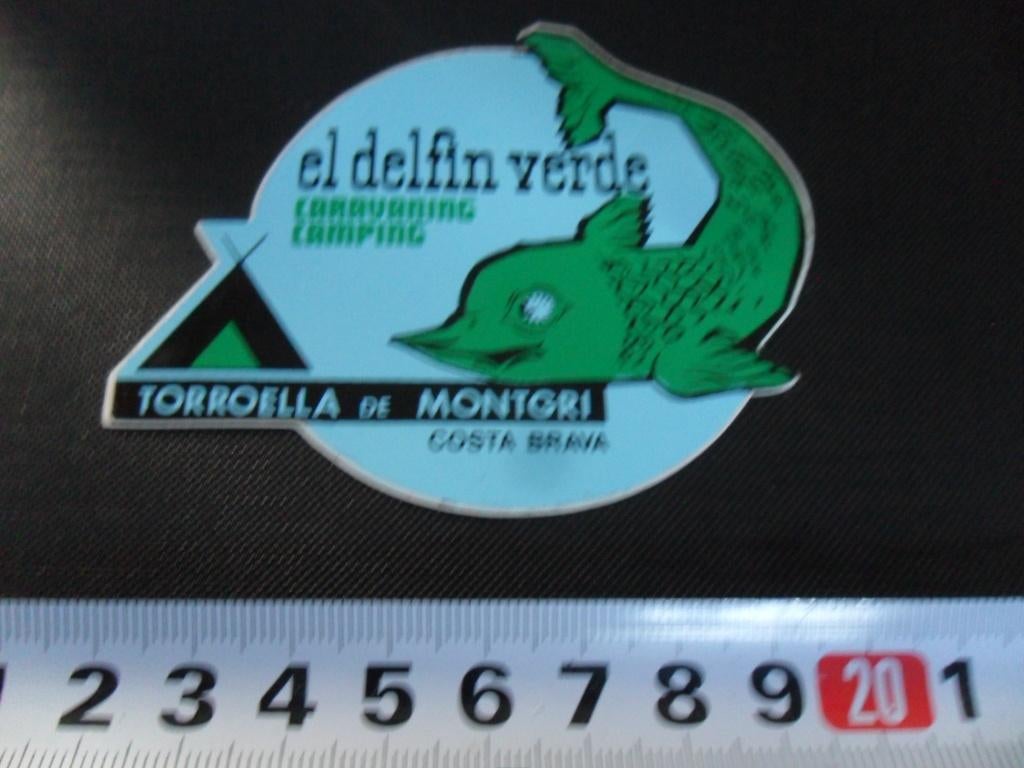 el delfin verde
CARAVANING
CAMPING
TORROELLA DE MONTGRI
COSTA BRAVA
2 3 4 5 6 7 8 9 20 1